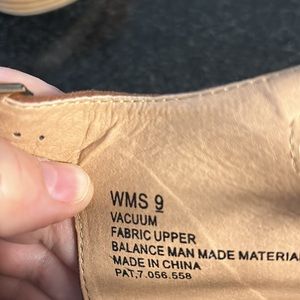 WMS 9
VACUUM
FABRIC UPPER
BALANCE MAN MADE MATERIAL
MADE IN CHINA
PAT,7.056.558